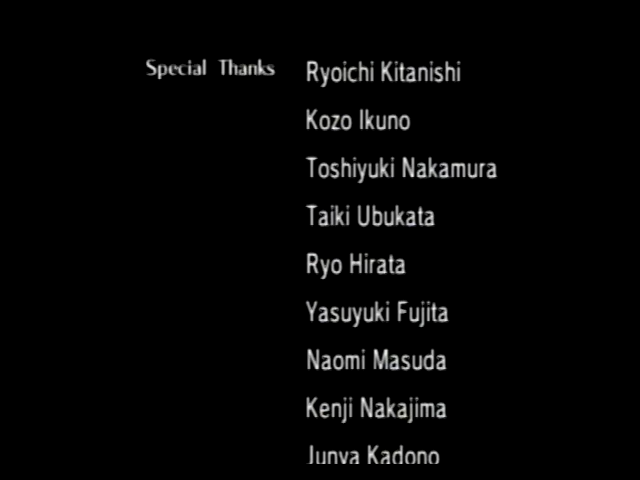 Special Thanks Ryoichi Kitanishi
Kozo Ikuno
Toshiyuki Nakamura
Taiki Ubukata
Ryo Hirata
Yasuyuki Fujita
Naomi Masuda
Kenji Nakajima
Junya Kadono